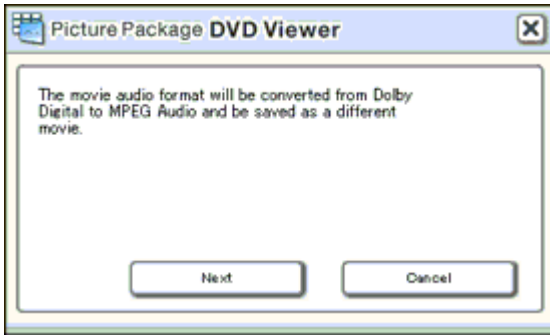 Picture Package DVD Viewer
The movie audio format will be converted from Dolby
Digital to MPEG Audio and be saved as a different
movie.
Next Cancel